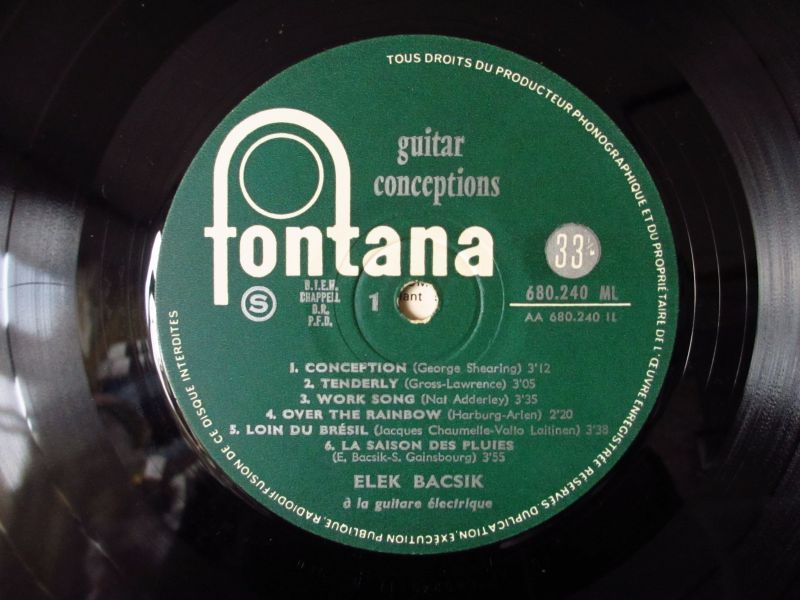 TOUS DROITS DU PRODUCTEUR PHONOGRAPHIQUE ET DU PROPRIÉTAIRE DE L'ŒUVRE ENREGISTRÉE RÉSERVÉS. DUPLICATION, EXÉCUTION PUBLIQUE, RADIODIFUSION DE CE DISQUE INTERDITES
guitar
conceptions
fontana
33⅓
S
B.I.E.M.
CHAPPELL
D.R.
P.F.D.
1
680.240 ML
AA 680.240 1L
1. CONCEPTION (George Shearing) 3'12
2. TENDERLY (Gross-Lawrence) 3'05
3. WORK SONG (Nat Adderley) 3'35
4. OVER THE RAINBOW (Harburg-Arlen) 2'20
5. LOIN DU BRÉSIL (Jacques Chaumelle-Valto Laitinen) 3'38
6. LA SAISON DES PLUIES
(E. Bacsik-S. Gainsbourg) 3'55
ELEK BACSIK
à la guitare électrique